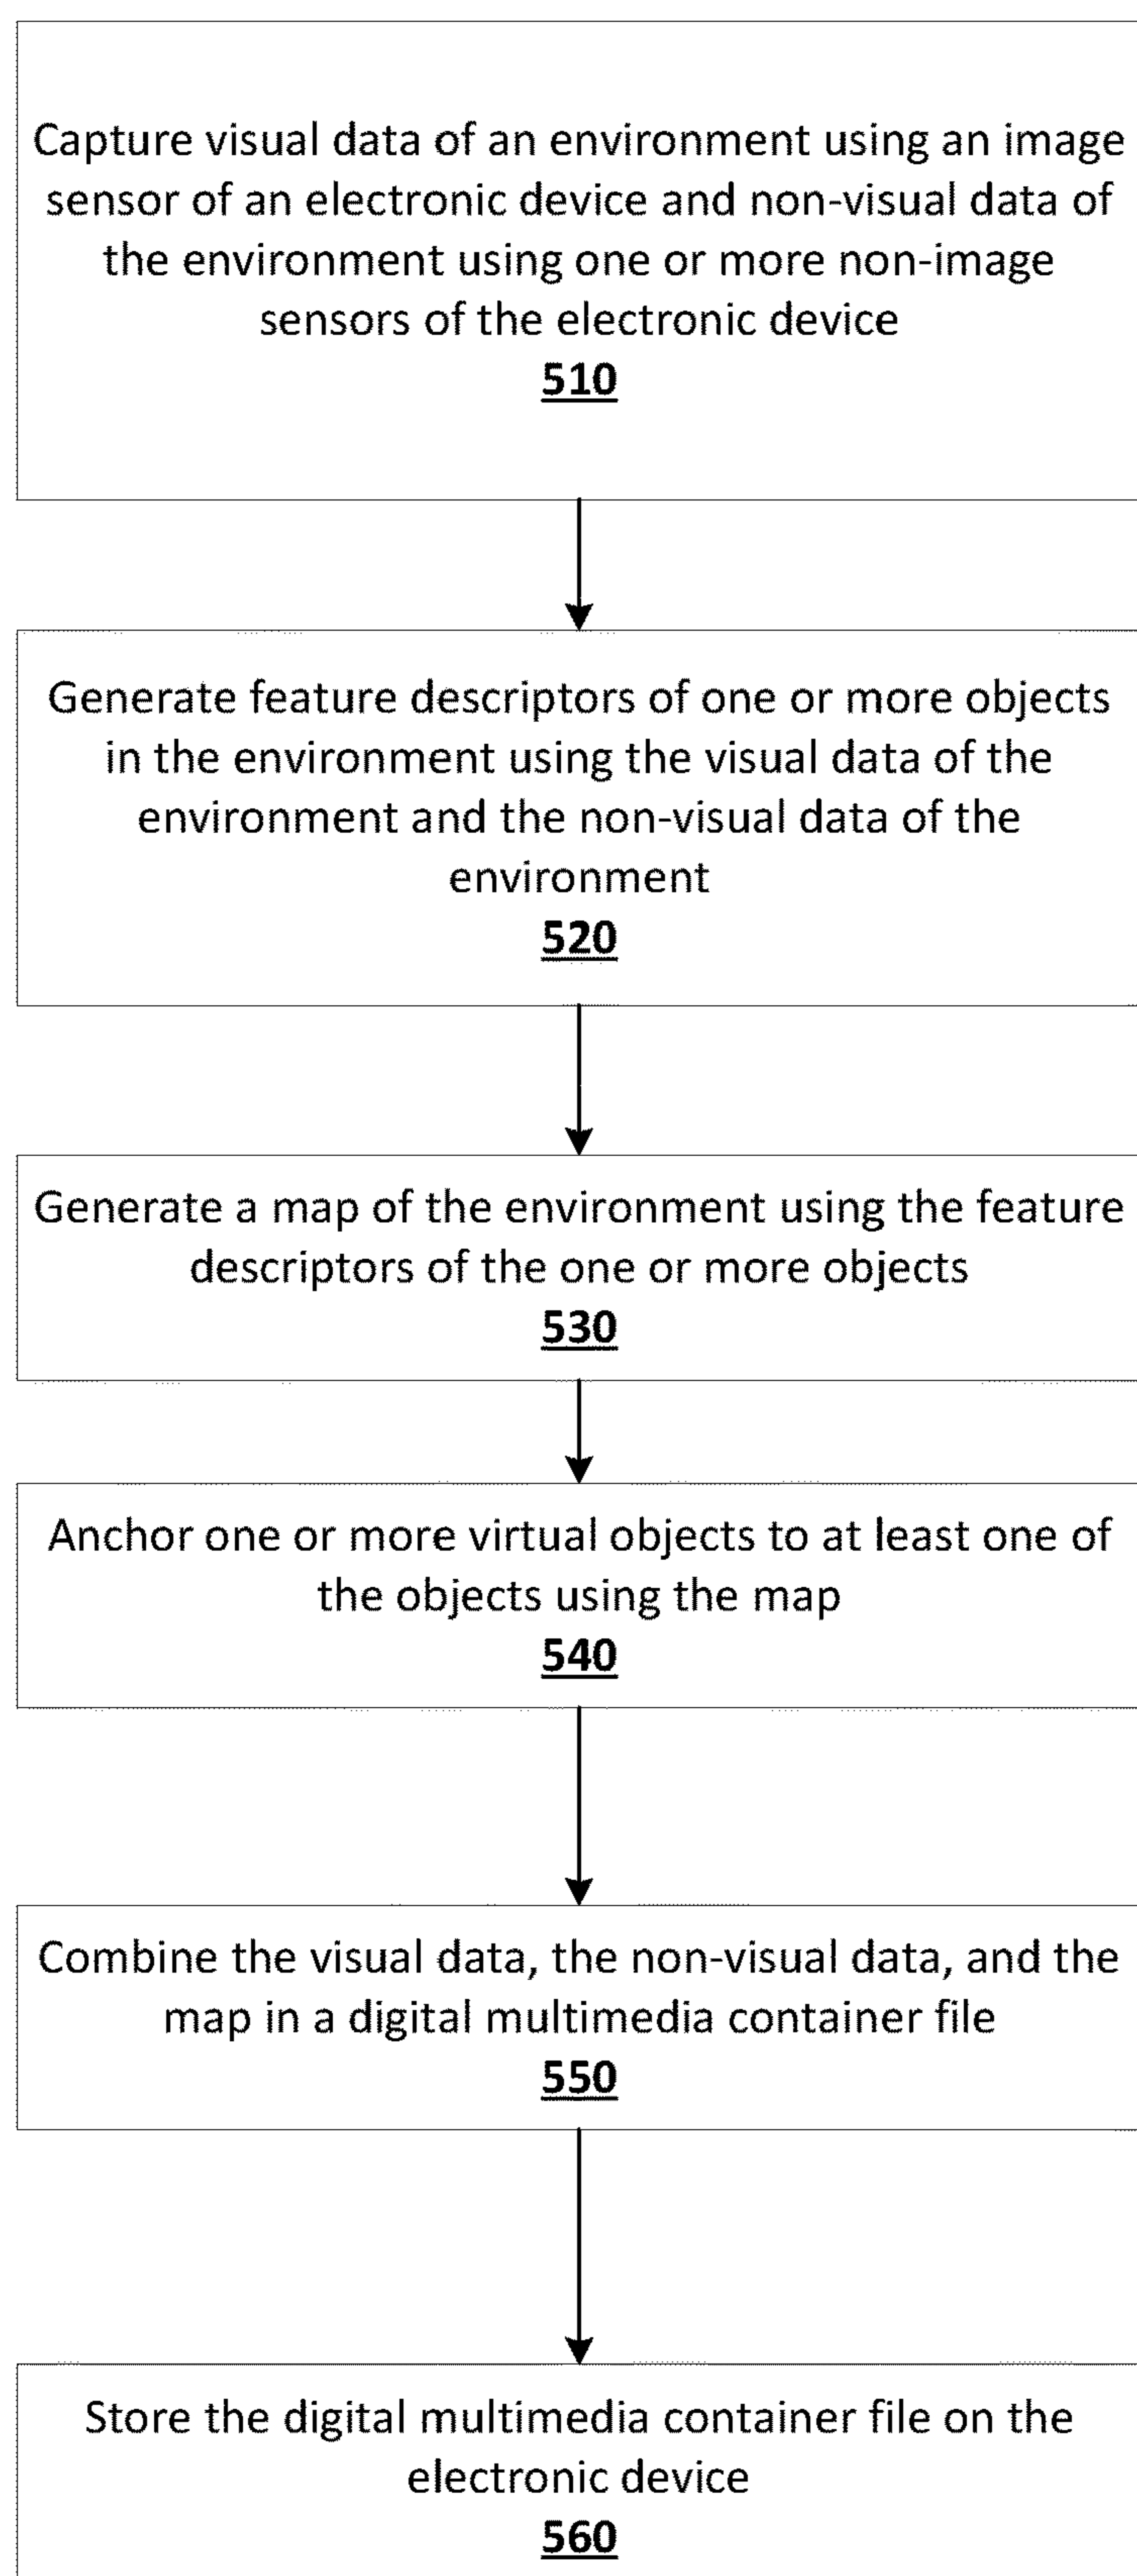 Capture visual data of an environment using an image
sensor of an electronic device and non-visual data of
the environment using one or more non-image
sensors of the electronic device
510
Generate feature descriptors of one or more objects
in the environment using the visual data of the
environment and the non-visual data of the
environment
520
Generate a map of the environment using the feature
descriptors of the one or more objects
530
Anchor one or more virtual objects to at least one of
the objects using the map
540
Combine the visual data, the non-visual data, and the
map in a digital multimedia container file
550
Store the digital multimedia container file on the
electronic device
560